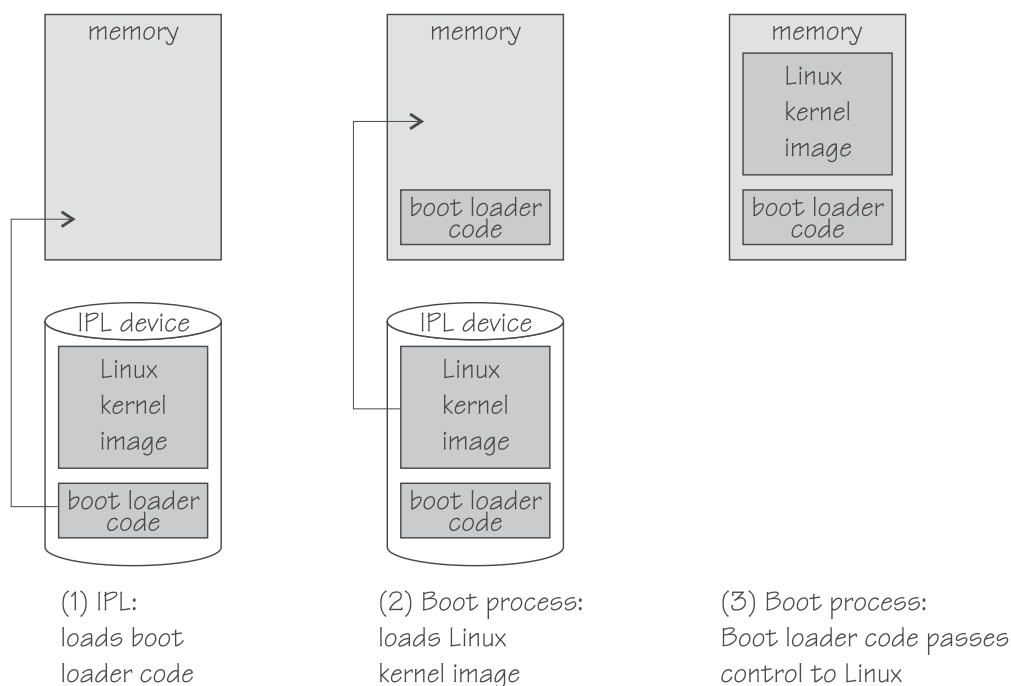 memory
IPL device
Linux
kernel
image
boot loader
code
(1) IPL:
loads boot
loader code
memory
boot loader
code
IPL device
Linux
kernel
image
boot loader
code
(2) Boot process:
loads Linux
kernel image
memory
Linux
kernel
image
boot loader
code
(3) Boot process:
Boot loader code passes
control to Linux